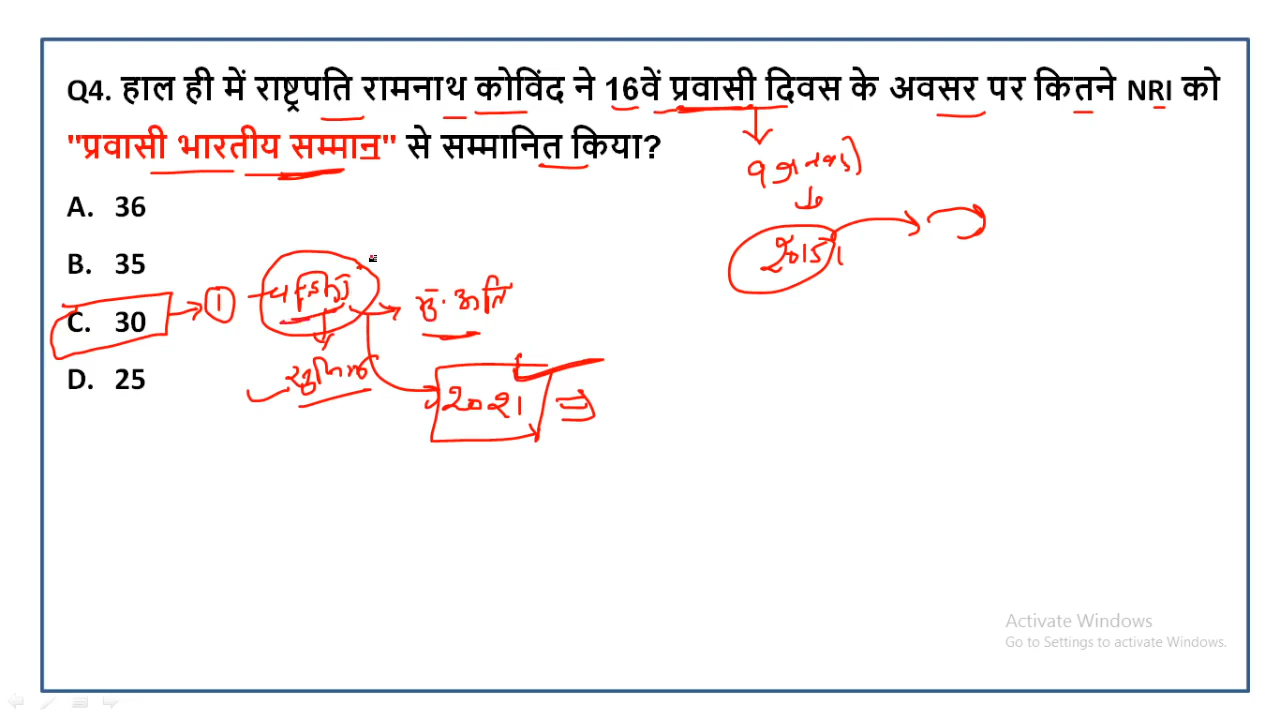 Q4. हाल ही में राष्ट्रपति रामनाथ कोविंद ने 16वें प्रवासी दिवस के अवसर पर कितने NRI को
"प्रवासी भारतीय सम्मान" से सम्मानित किया?
A. 36
B. 35
C. 30
D. 25
9 जनवरी
2015
1
2021
Activate Windows
Go to Settings to activate Windows.